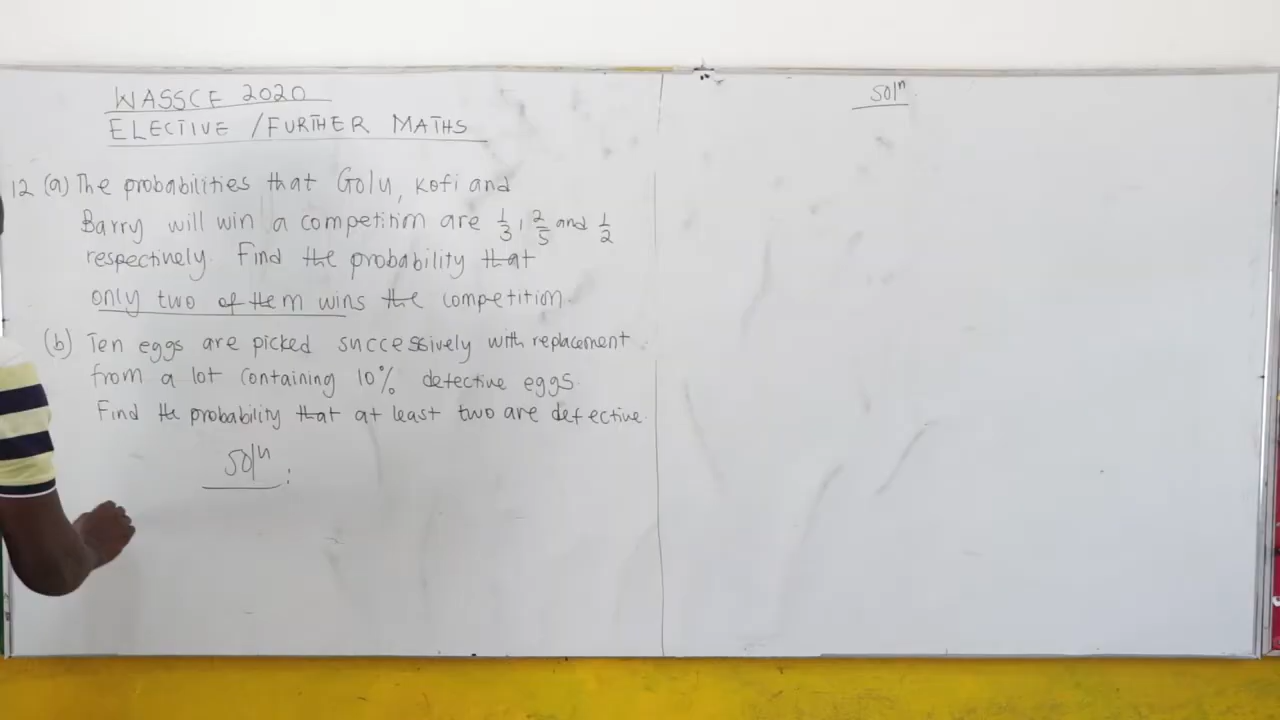 WASSCE 2020
ELECTIVE /FURTHER MATHS
12 (a) The probabilities that Golu, Kofi and
Barry will win a competition are 1/3, 2/5 and 1/2
respectively. Find the probability that
only two of them wins the competition.
(b) Ten eggs are picked successively with replacement
from a lot containing 10% defective eggs.
Find the probability that at least two are defective.
Solⁿ:
Solⁿ